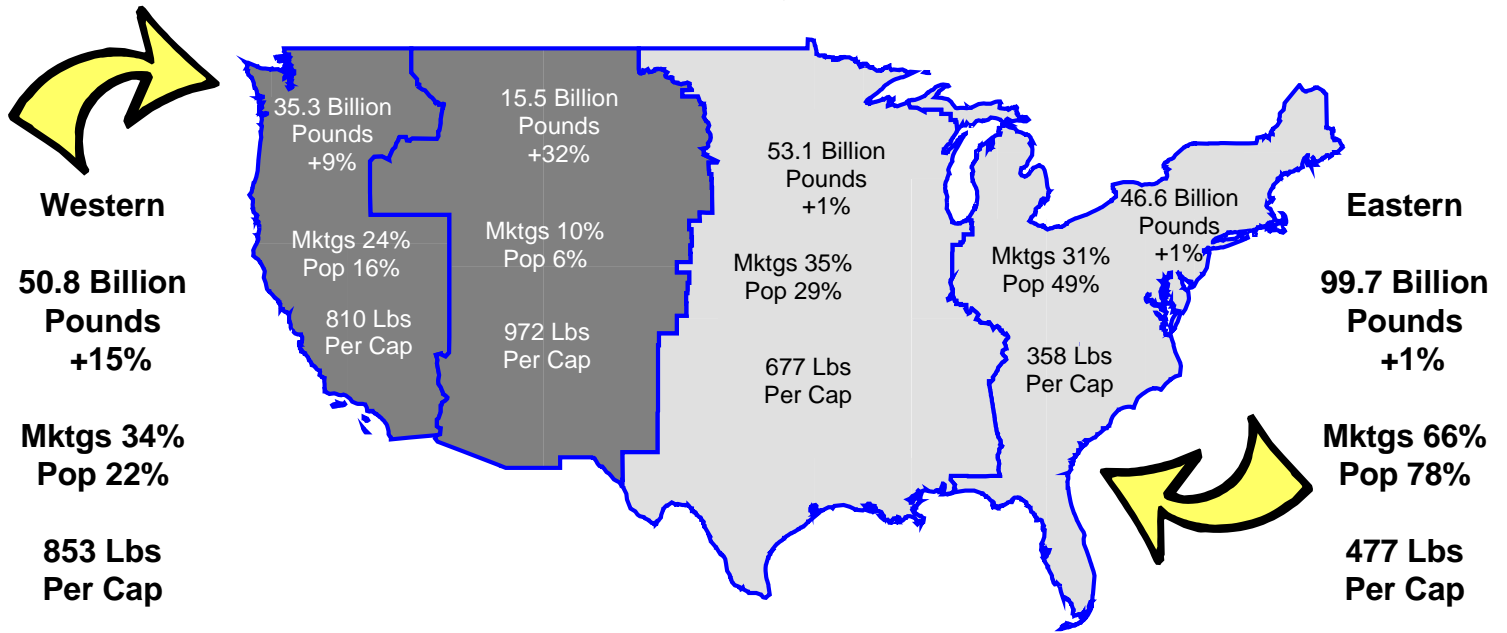 Western
50.8 Billion
Pounds
+15%
Mktgs 34%
Pop 22%
853 Lbs
Per Cap
35.3 Billion
Pounds
+9%
Mktgs 24%
Pop 16%
810 Lbs
Per Cap
15.5 Billion
Pounds
+32%
Mktgs 10%
Pop 6%
972 Lbs
Per Cap
53.1 Billion
Pounds
+1%
Mktgs 35%
Pop 29%
677 Lbs
Per Cap
46.6 Billion
Pounds
+1%
Mktgs 31%
Pop 49%
358 Lbs
Per Cap
Eastern
99.7 Billion
Pounds
+1%
Mktgs 66%
Pop 78%
477 Lbs
Per Cap